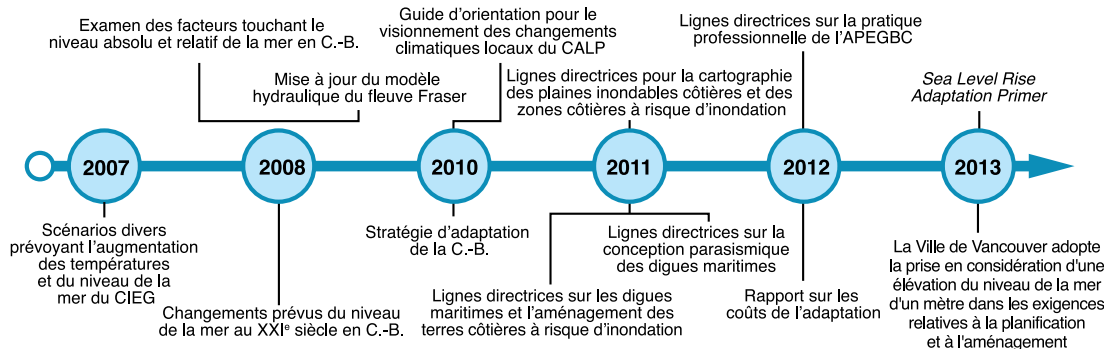 Examen des facteurs touchant le
niveau absolu et relatif de la mer en C.-B.
Mise à jour du modèle
hydraulique du fleuve Fraser
Guide d'orientation pour le
visionnement des changements
climatiques locaux du CALP
Lignes directrices pour la cartographie
des plaines inondables côtières et des
zones côtières à risque d'inondation
Lignes directrices sur la pratique
professionnelle de l'APEGBC
Sea Level Rise
Adaptation Primer
2007
2008
2010
2011
2012
2013
Scénarios divers
prévoyant l'augmentation
des températures
et du niveau de la
mer du CIEG
Changements prévus du niveau
de la mer au XXIe siècle en C.-B.
Stratégie d'adaptation
de la C.-B.
Lignes directrices sur les digues
maritimes et l'aménagement des
terres côtières à risque d'inondation
Lignes directrices sur la
conception parasismique
des digues maritimes
Rapport sur les
coûts de l'adaptation
La Ville de Vancouver adopte
la prise en considération d'une
élévation du niveau de la mer
d'un mètre dans les exigences
relatives à la planification
et à l'aménagement